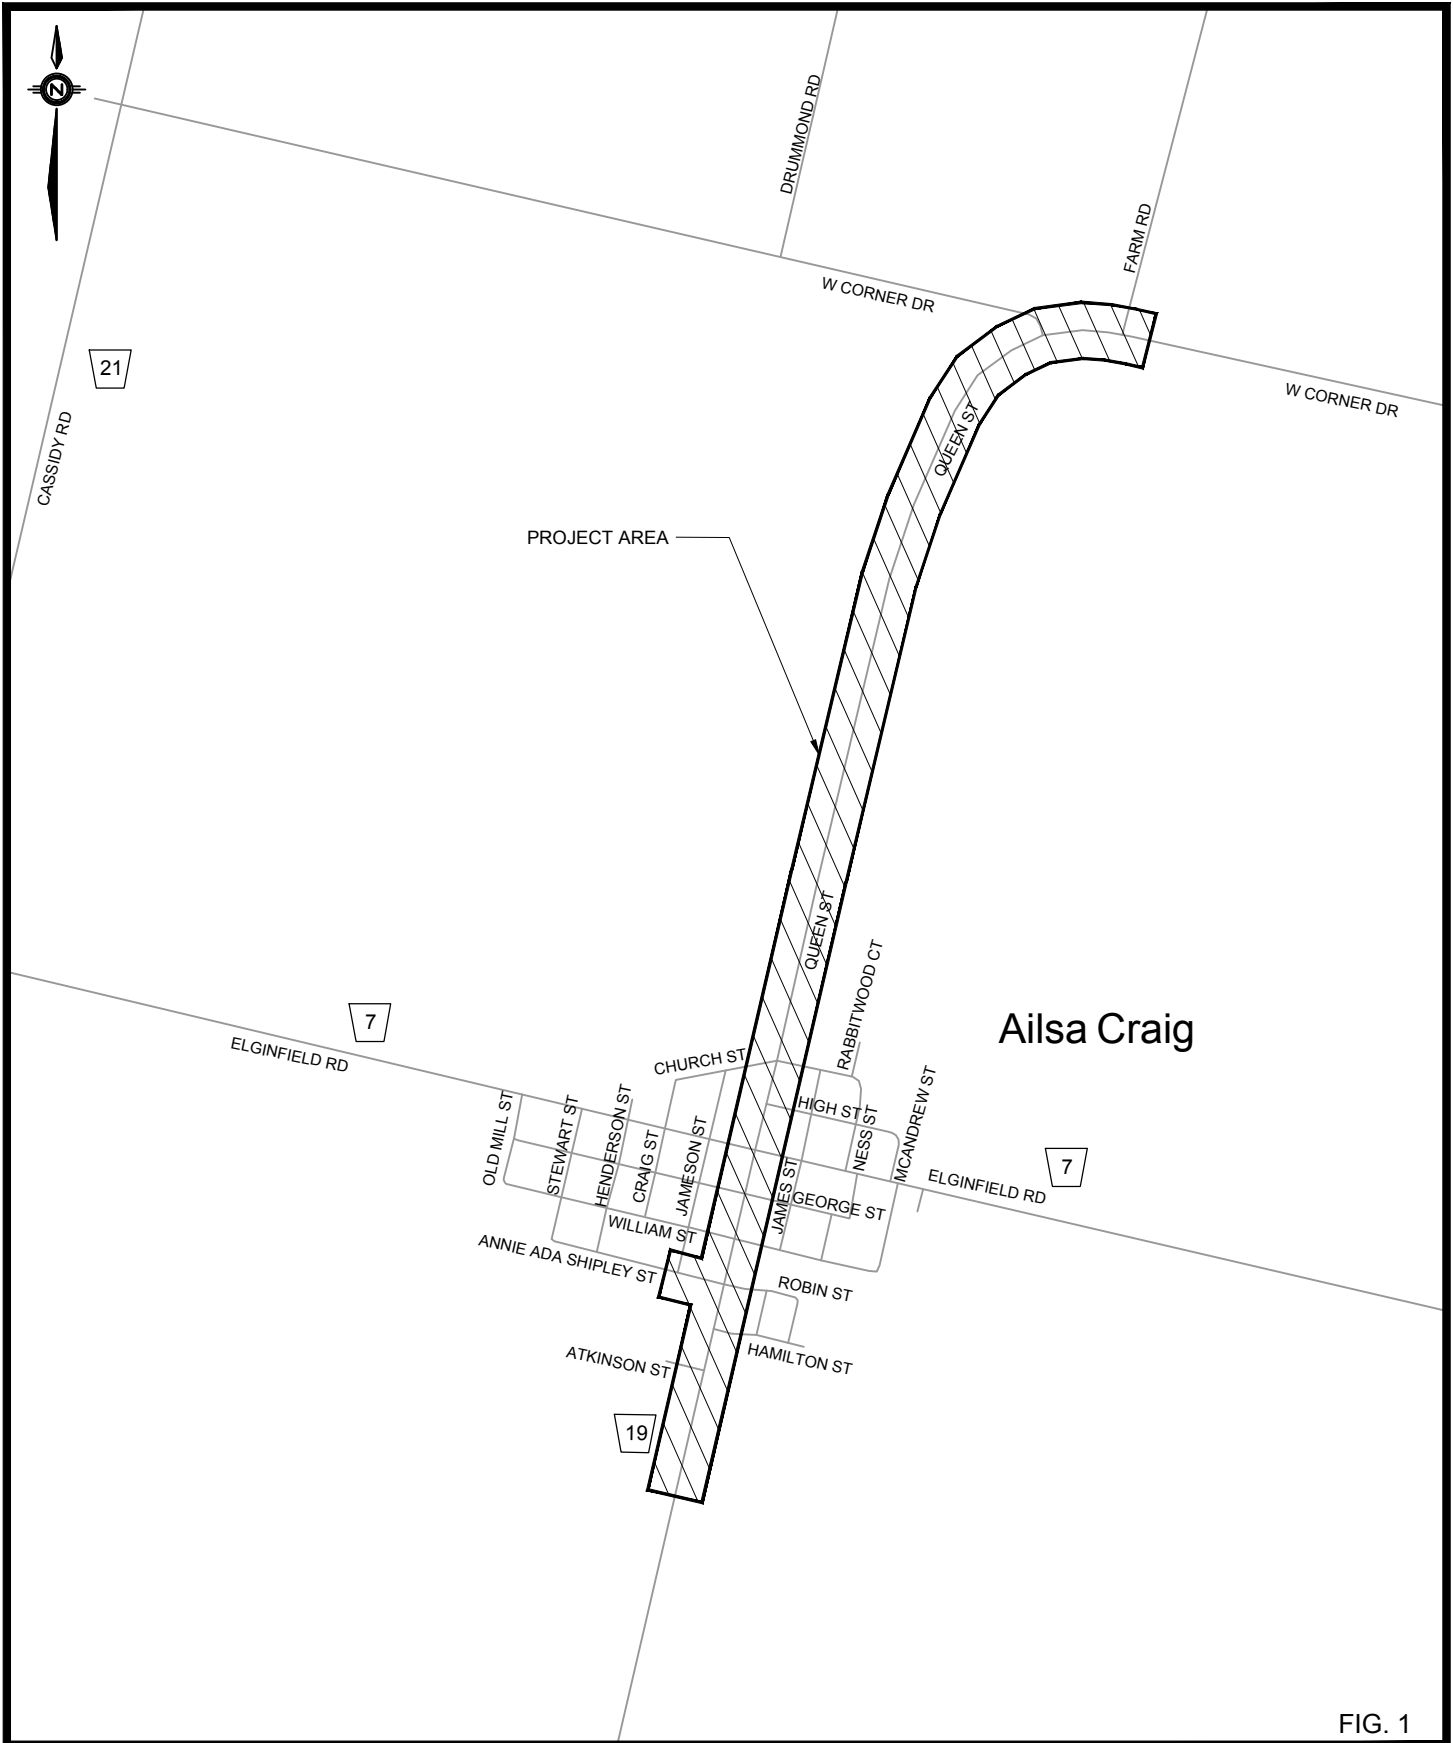 N
DRUMMOND RD
FARM RD
W CORNER DR
21
W CORNER DR
CASSIDY RD
QUEEN ST
PROJECT AREA
QUEEN ST
RABBITWOOD CT
7
Ailsa Craig
ELGINFIELD RD
CHURCH ST
HIGH ST
MCANDREW ST
OLD MILL ST
STEWART ST
HENDERSON ST
CRAIG ST
JAMESON ST
NESS ST
7
JAMES ST
ELGINFIELD RD
GEORGE ST
WILLIAM ST
ANNIE ADA SHIPLEY ST
ROBIN ST
HAMILTON ST
ATKINSON ST
19
FIG. 1